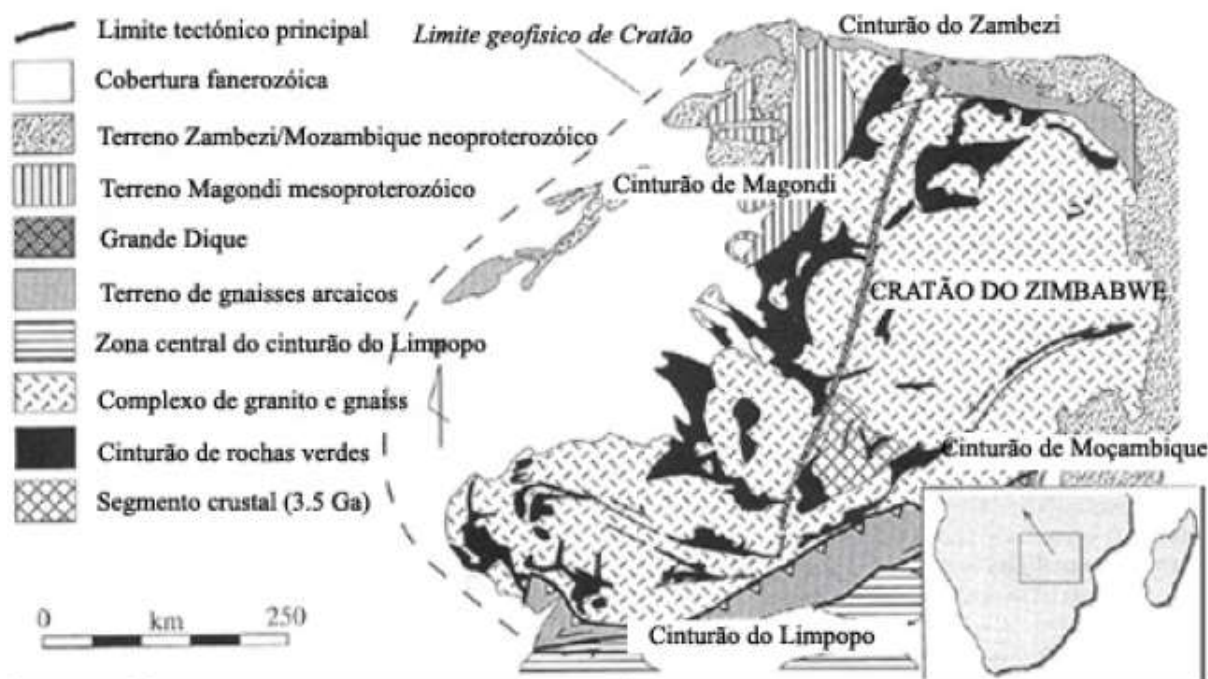 Limite tectónico principal
Cobertura fanerozóica
Terreno Zambezi/Mozambique neoproterozóico
Terreno Magondi mesoproterozóico
Grande Dique
Terreno de gnaisses arcaicos
Zona central do cinturão do Limpopo
Complexo de granito e gnaiss
Cinturão de rochas verdes
Segmento crustal (3.5 Ga)
0 km 250
Limite geofísico de Cratão
Cinturão do Zambezi
Cinturão de Magondi
CRATÃO DO ZIMBABWE
Cinturão de Moçambique
Cinturão do Limpopo